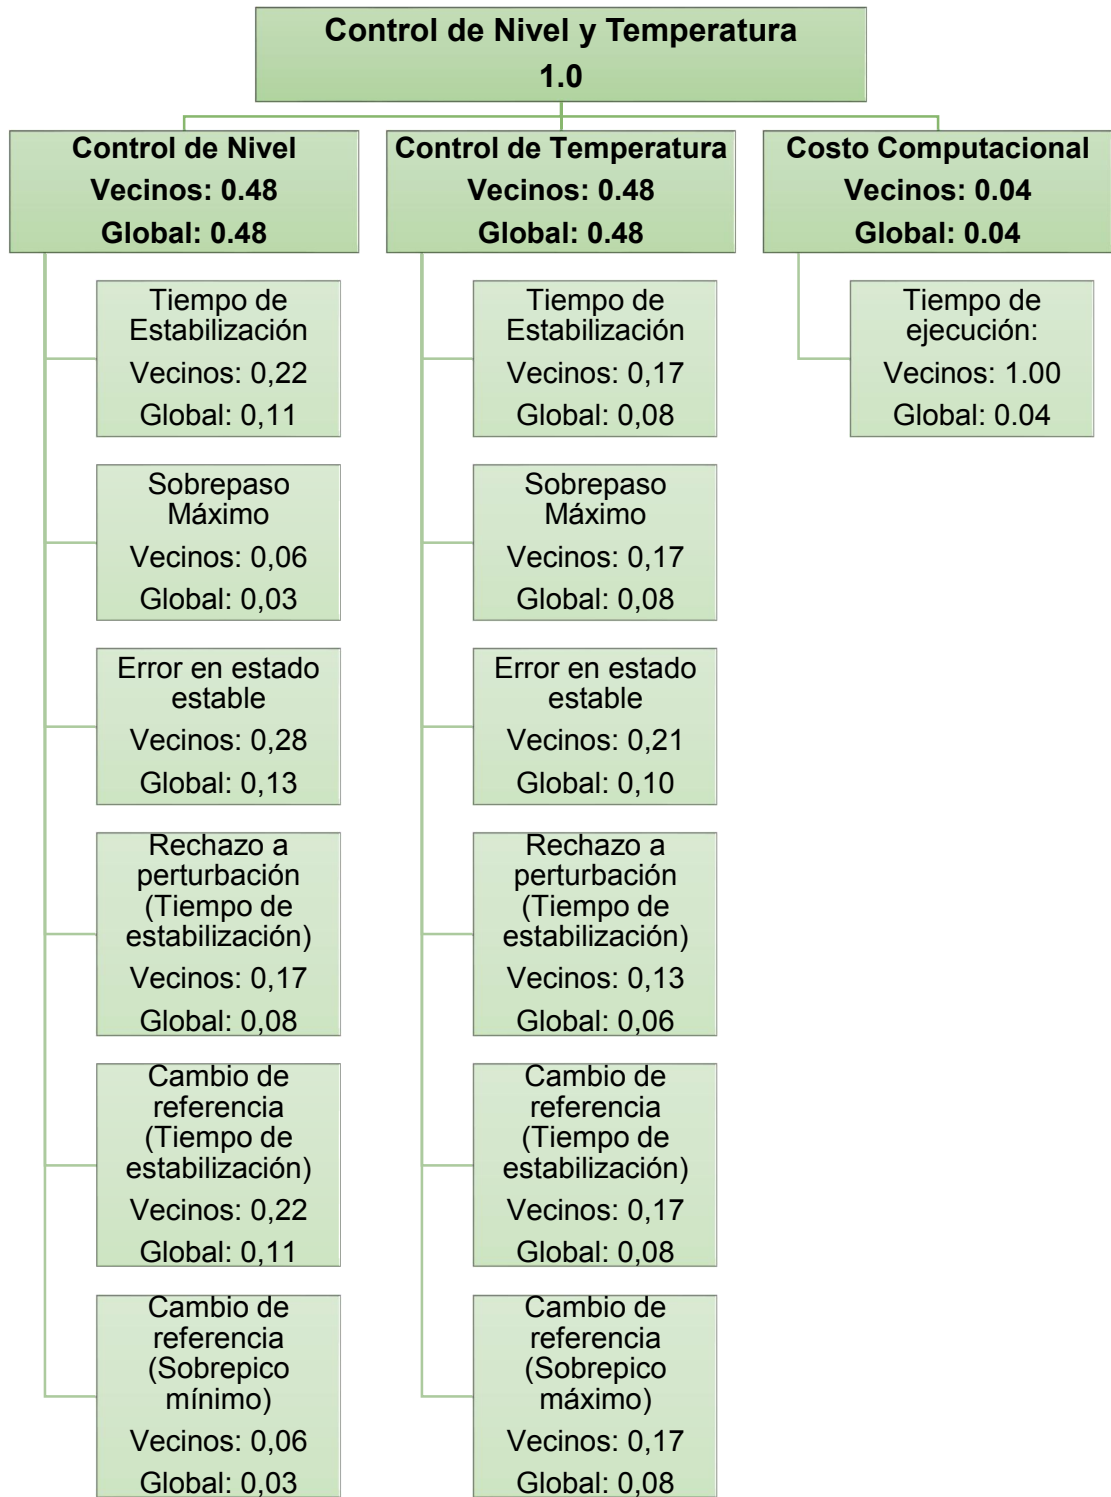 Control de Nivel y Temperatura
1.0
Control de Nivel
Vecinos: 0.48
Global: 0.48
Control de Temperatura
Vecinos: 0.48
Global: 0.48
Costo Computacional
Vecinos: 0.04
Global: 0.04
Tiempo de
Estabilización
Vecinos: 0,22
Global: 0,11
Sobrepaso
Máximo
Vecinos: 0,06
Global: 0,03
Error en estado
estable
Vecinos: 0,28
Global: 0,13
Rechazo a
perturbación
(Tiempo de
estabilización)
Vecinos: 0,17
Global: 0,08
Cambio de
referencia
(Tiempo de
estabilización)
Vecinos: 0,22
Global: 0,11
Cambio de
referencia
(Sobrepico
mínimo)
Vecinos: 0,06
Global: 0,03
Tiempo de
Estabilización
Vecinos: 0,17
Global: 0,08
Sobrepaso
Máximo
Vecinos: 0,17
Global: 0,08
Error en estado
estable
Vecinos: 0,21
Global: 0,10
Rechazo a
perturbación
(Tiempo de
estabilización)
Vecinos: 0,13
Global: 0,06
Cambio de
referencia
(Tiempo de
estabilización)
Vecinos: 0,17
Global: 0,08
Cambio de
referencia
(Sobrepico
máximo)
Vecinos: 0,17
Global: 0,08
Tiempo de
ejecución:
Vecinos: 1.00
Global: 0.04